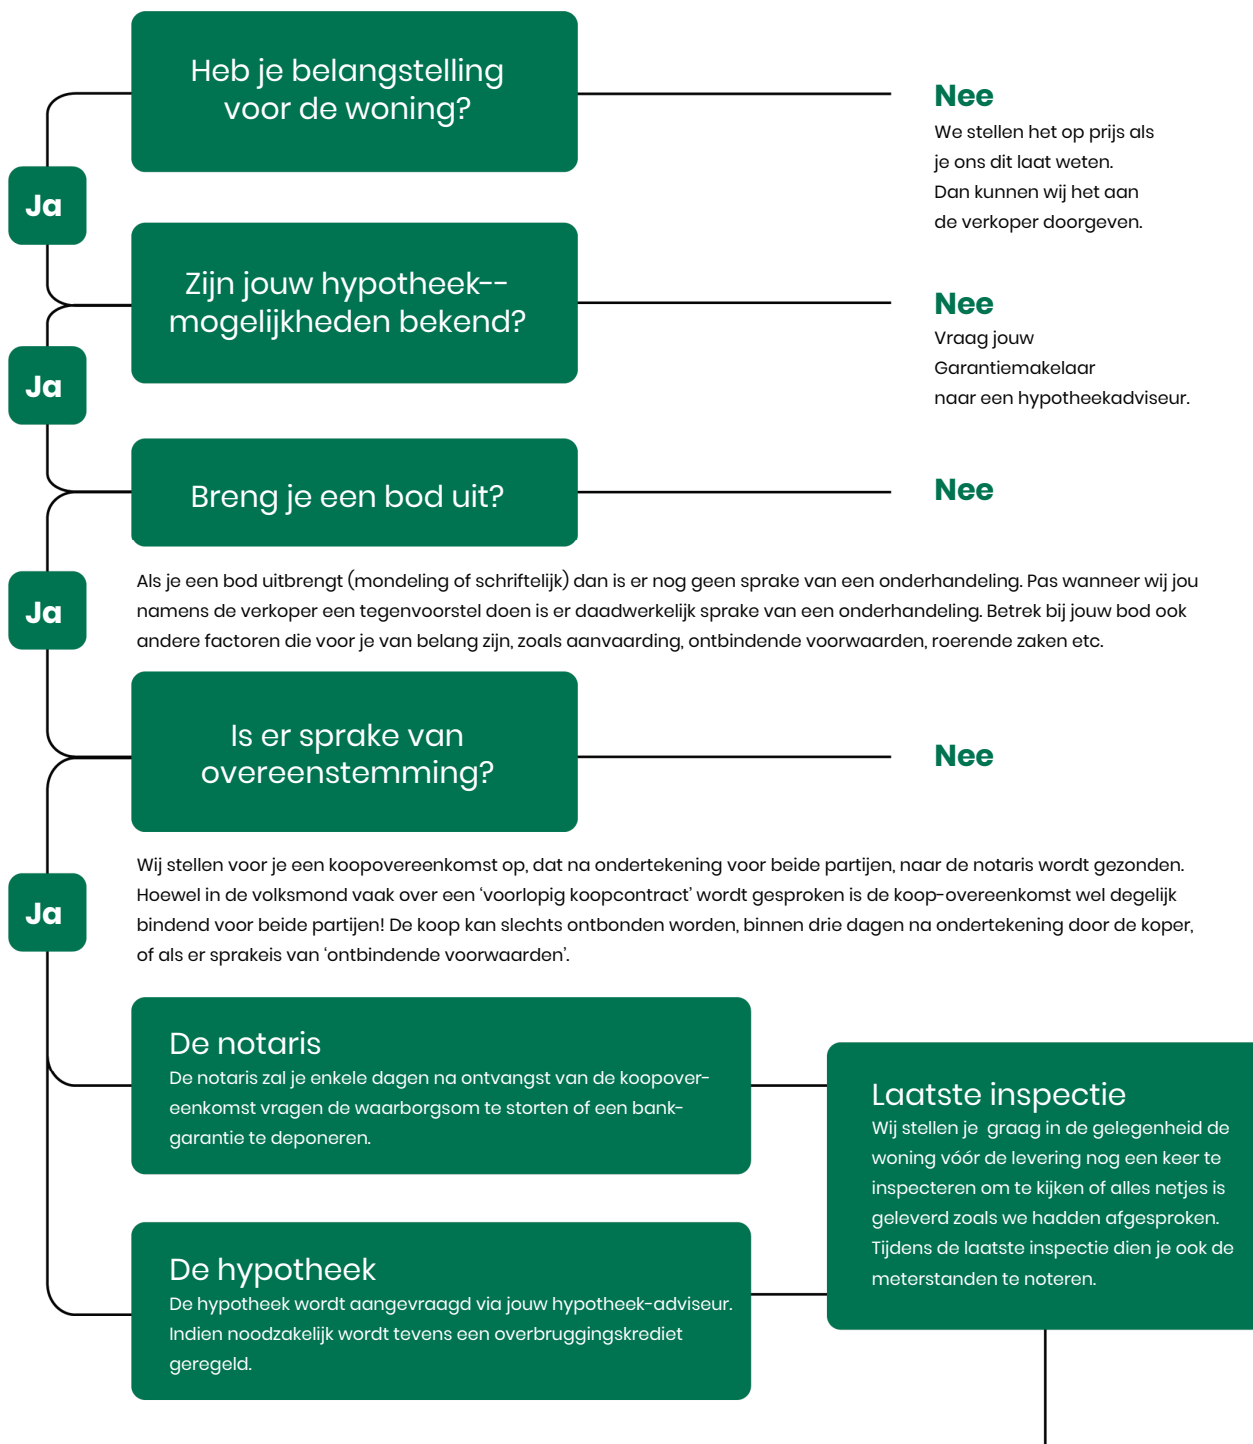 Heb je belangstelling
voor de woning?
Nee
We stellen het op prijs als
je ons dit laat weten.
Dan kunnen wij het aan
de verkoper doorgeven.
Ja
Zijn jouw hypotheek--
mogelijkheden bekend?
Nee
Vraag jouw
Garantiemakelaar
naar een hypotheekadviseur.
Ja
Breng je een bod uit?
Nee
Als je een bod uitbrengt (mondeling of schriftelijk) dan is er nog geen sprake van een onderhandeling. Pas wanneer wij jou
namens de verkoper een tegenvoorstel doen is er daadwerkelijk sprake van een onderhandeling. Betrek bij jouw bod ook
andere factoren die voor je van belang zijn, zoals aanvaarding, ontbindende voorwaarden, roerende zaken etc.
Ja
Is er sprake van
overeenstemming?
Nee
Wij stellen voor je een koopovereenkomst op, dat na ondertekening voor beide partijen, naar de notaris wordt gezonden.
Hoewel in de volksmond vaak over een ‘voorlopig koopcontract’ wordt gesproken is de koop-overeenkomst wel degelijk
bindend voor beide partijen! De koop kan slechts ontbonden worden, binnen drie dagen na ondertekening door de koper,
of als er sprakeis van ‘ontbindende voorwaarden’.
Ja
De notaris
De notaris zal je enkele dagen na ontvangst van de koopover-
eenkomst vragen de waarborgsom te storten of een bank-
garantie te deponeren.
Laatste inspectie
Wij stellen je  graag in de gelegenheid de
woning vóór de levering nog een keer te
inspecteren om te kijken of alles netjes is
geleverd zoals we hadden afgesproken.
Tijdens de laatste inspectie dien je ook de
meterstanden te noteren.
De hypotheek
De hypotheek wordt aangevraagd via jouw hypotheek-adviseur.
Indien noodzakelijk wordt tevens een overbruggingskrediet
geregeld.